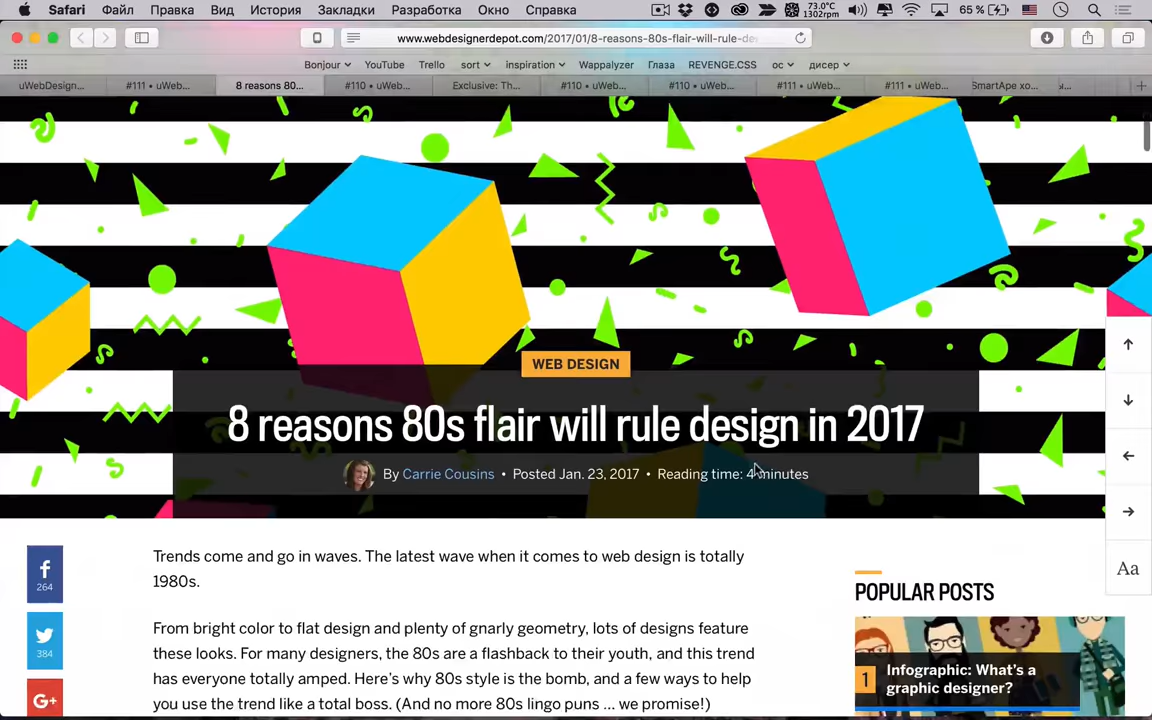 Safari Файл Правка Вид История Закладки Разработка Окно Справка 73.0°C 1302rpm 65 %
www.webdesignerdepot.com/2017/01/8-reasons-80s-flair-will-rule-de
Bonjour YouTube Trello sort inspiration Wappalyzer Глаза REVENGE.CSS ос дисер
uWebDesign... #111 • uWeb... 8 reasons 80... #110 • uWeb... Exclusive: Th... #110 • uWeb... #110 • uWeb... #111 • uWeb... #111 • uWeb... SmartApe хо...
WEB DESIGN
8 reasons 80s flair will rule design in 2017
By Carrie Cousins • Posted Jan. 23, 2017 • Reading time: 4 minutes
f
264
384
G+
Trends come and go in waves. The latest wave when it comes to web design is totally
1980s.
From bright color to flat design and plenty of gnarly geometry, lots of designs feature
these looks. For many designers, the 80s are a flashback to their youth, and this trend
has everyone totally amped. Here’s why 80s style is the bomb, and a few ways to help
you use the trend like a total boss. (And no more 80s lingo puns ... we promise!)
POPULAR POSTS
1
Infographic: What’s a
graphic designer?
Aa